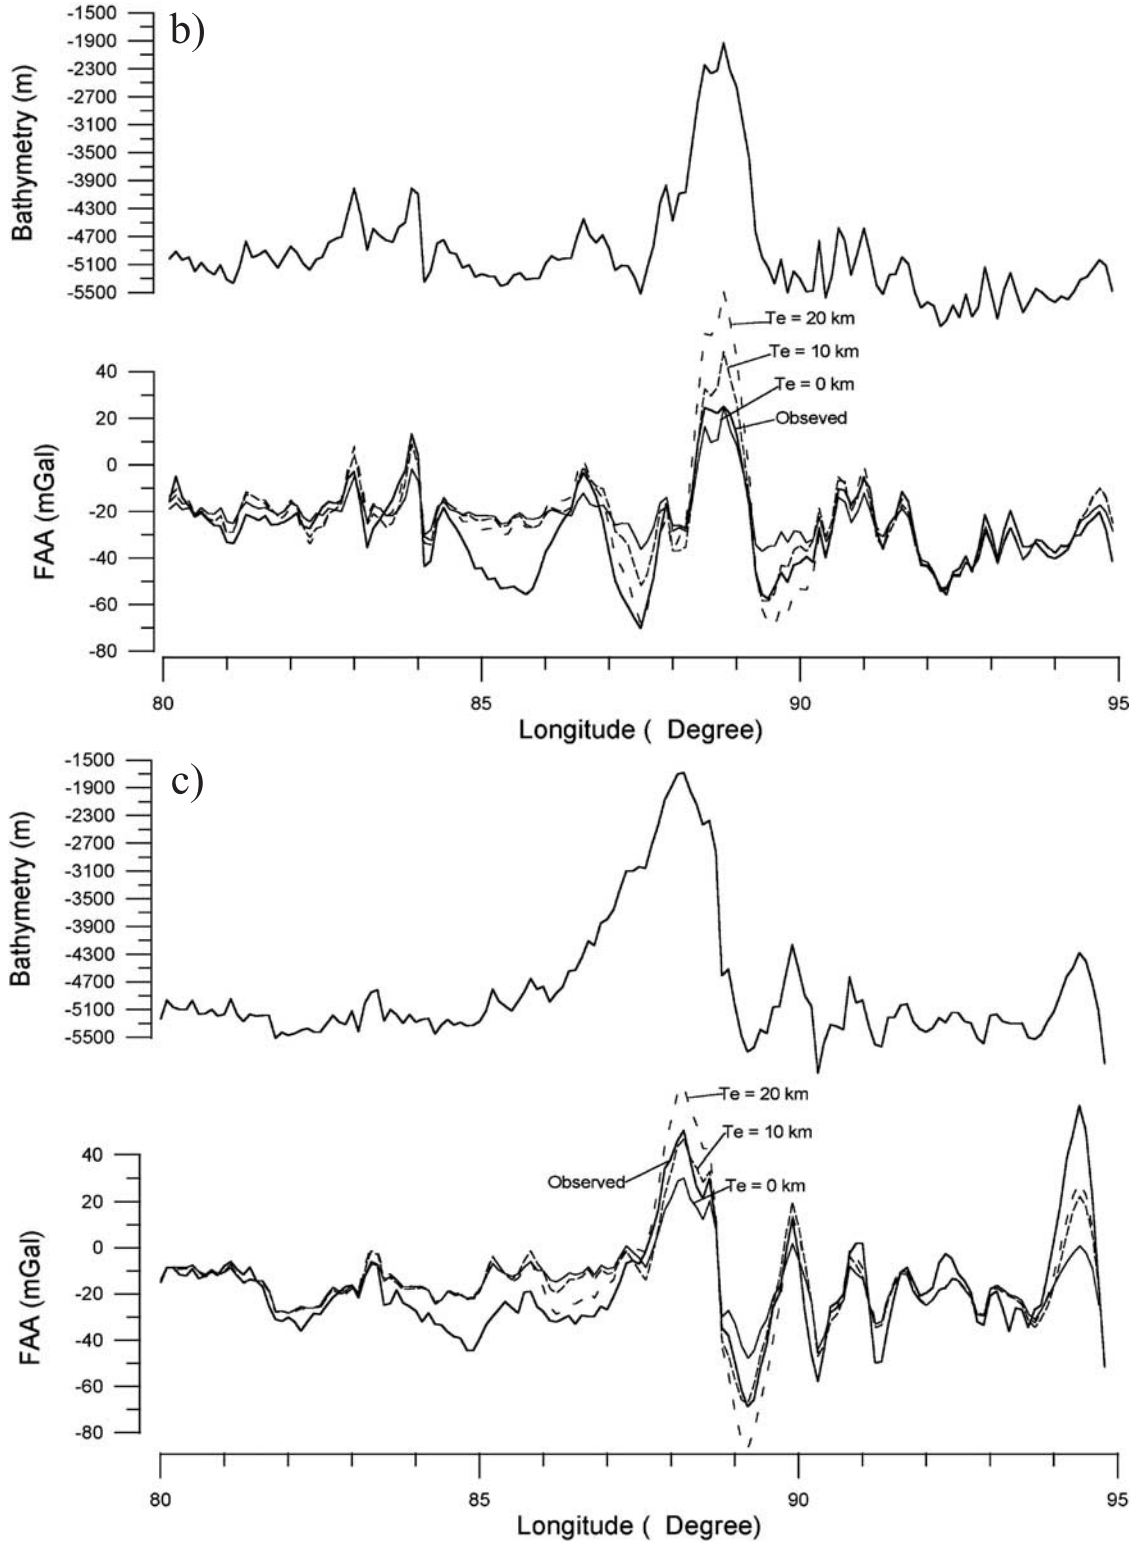 b)
Bathymetry (m)
-1500
-1900
-2300
-2700
-3100
-3500
-3900
-4300
-4700
-5100
-5500
Te = 20 km
Te = 10 km
Te = 0 km
Obseved
FAA (mGal)
40
20
0
-20
-40
-60
-80
80 85 90 95
Longitude ( Degree)
c)
Bathymetry (m)
-1500
-1900
-2300
-2700
-3100
-3500
-3900
-4300
-4700
-5100
-5500
Te = 20 km
Te = 10 km
Observed
Te = 0 km
FAA (mGal)
40
20
0
-20
-40
-60
-80
80 85 90 95
Longitude ( Degree)